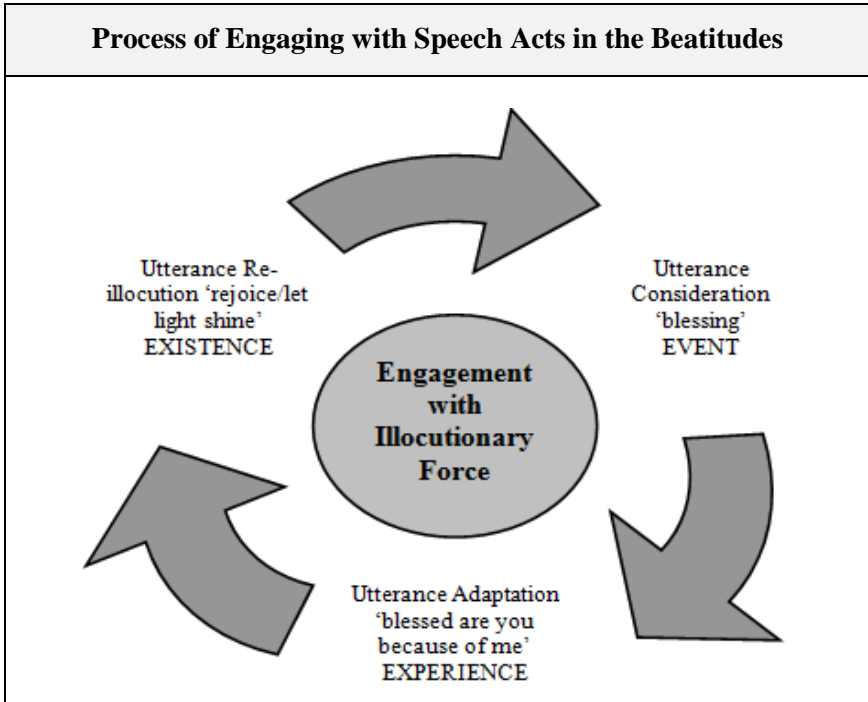 Process of Engaging with Speech Acts in the Beatitudes
Utterance Re-
illocution ‘rejoice/let
light shine’
EXISTENCE
Utterance
Consideration
‘blessing’
EVENT
Engagement
with
Illocutionary
Force
Utterance Adaptation
‘blessed are you
because of me’
EXPERIENCE